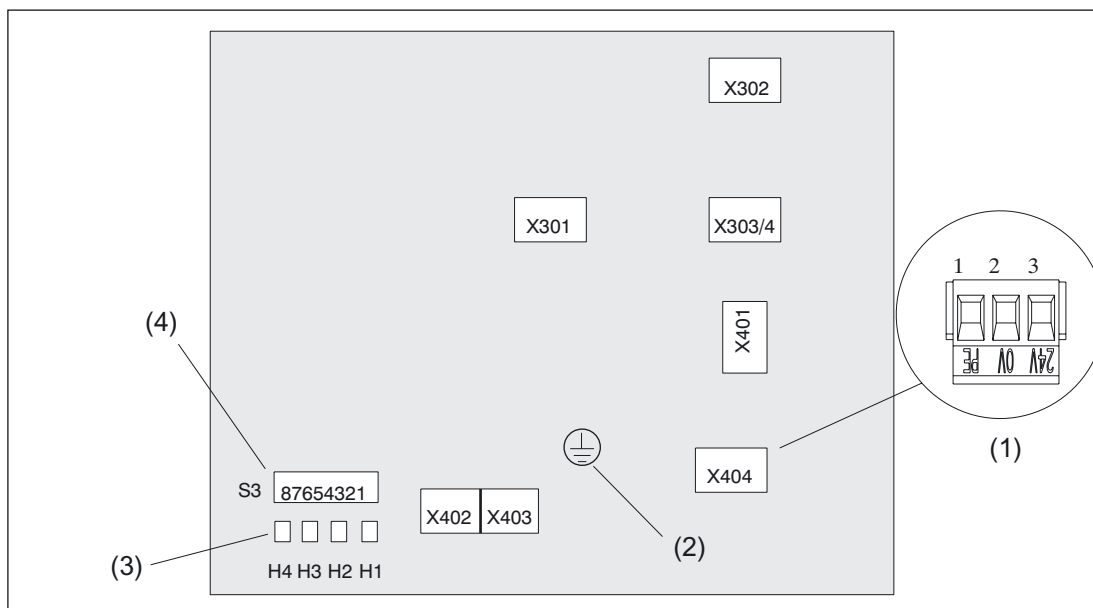 X302
X301
X303/4
1 2 3
X401
PE 0V 24V
(4)
(1)
X404
S3 87654321
X402 X403
(2)
(3)
H4 H3 H2 H1